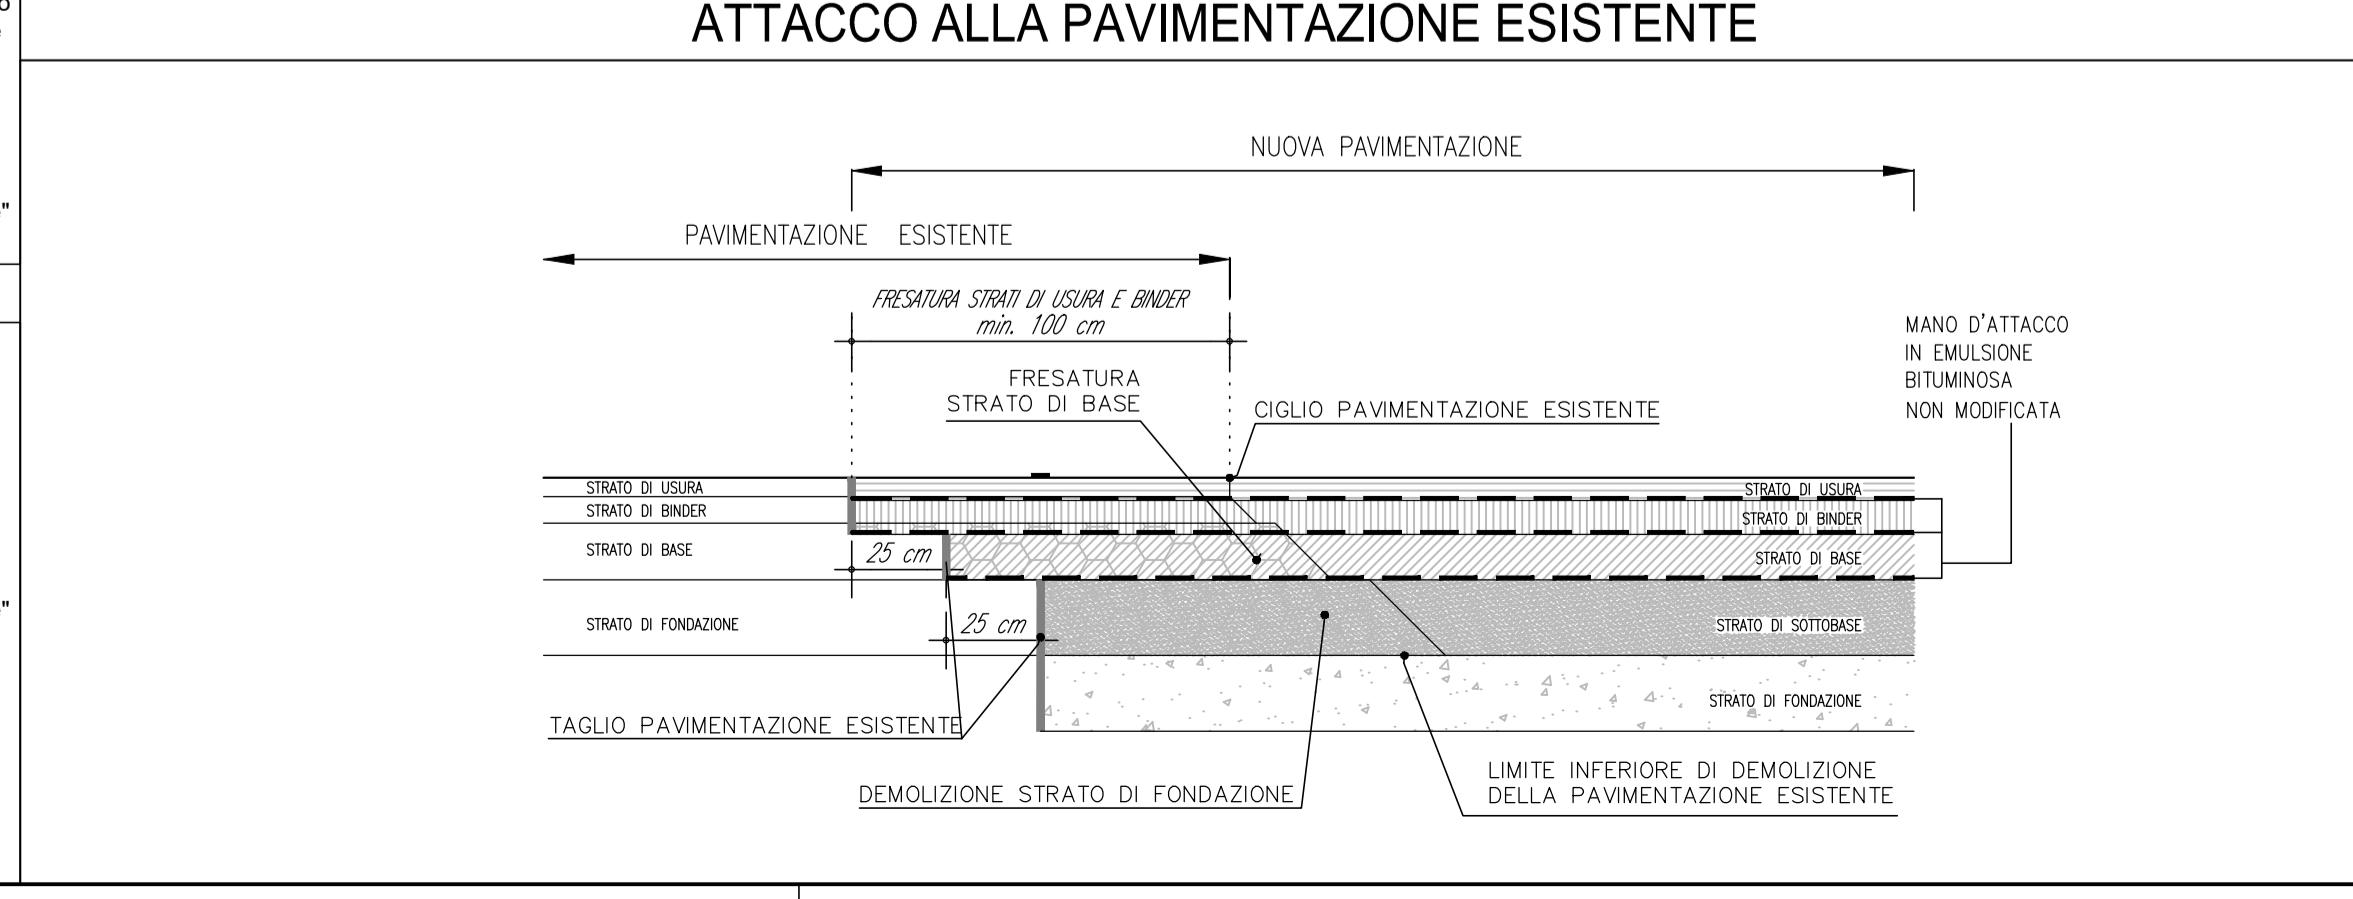 ATTACCO ALLA PAVIMENTAZIONE ESISTENTE
NUOVA PAVIMENTAZIONE
PAVIMENTAZIONE ESISTENTE
FRESATURA STRATI DI USURA E BINDER
min. 100 cm
FRESATURA
STRATO DI BASE
CIGLIO PAVIMENTAZIONE ESISTENTE
MANO D'ATTACCO
IN EMULSIONE
BITUMINOSA
NON MODIFICATA
STRATO DI USURA
STRATO DI BINDER
STRATO DI BASE
STRATO DI FONDAZIONE
25 cm
25 cm
STRATO DI USURA
STRATO DI BINDER
STRATO DI BASE
STRATO DI SOTTOBASE
STRATO DI FONDAZIONE
TAGLIO PAVIMENTAZIONE ESISTENTE
DEMOLIZIONE STRATO DI FONDAZIONE
LIMITE INFERIORE DI DEMOLIZIONE
DELLA PAVIMENTAZIONE ESISTENTE